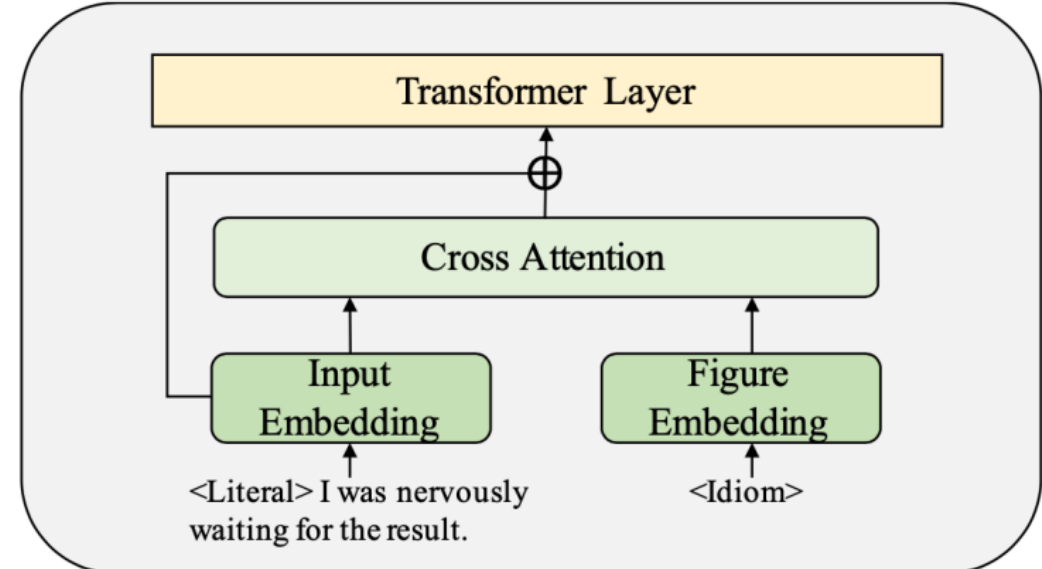 Transformer Layer
Cross Attention
Input
Embedding
Figure
Embedding
<Literal> I was nervously
waiting for the result.
<Idiom>